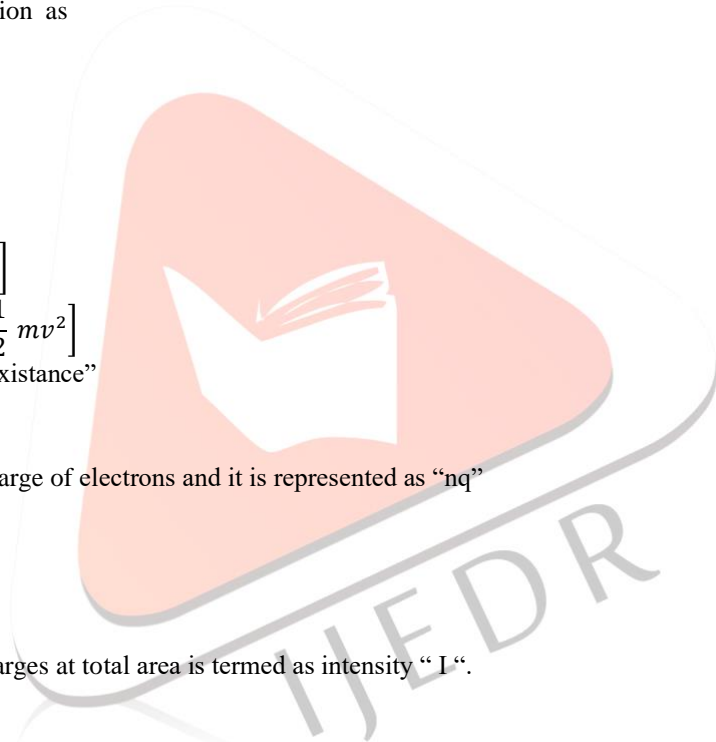 ion as
]
1/2 mv²]
xistance”
arge of electrons and it is represented as “nq”
arges at total area is termed as intensity “ I “.
IJEDR